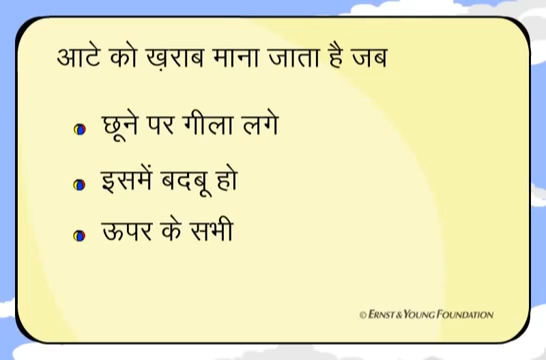 आटे को ख़राब माना जाता है जब
छूने पर गीला लगे
इसमें बदबू हो
ऊपर के सभी
© ERNST & YOUNG FOUNDATION